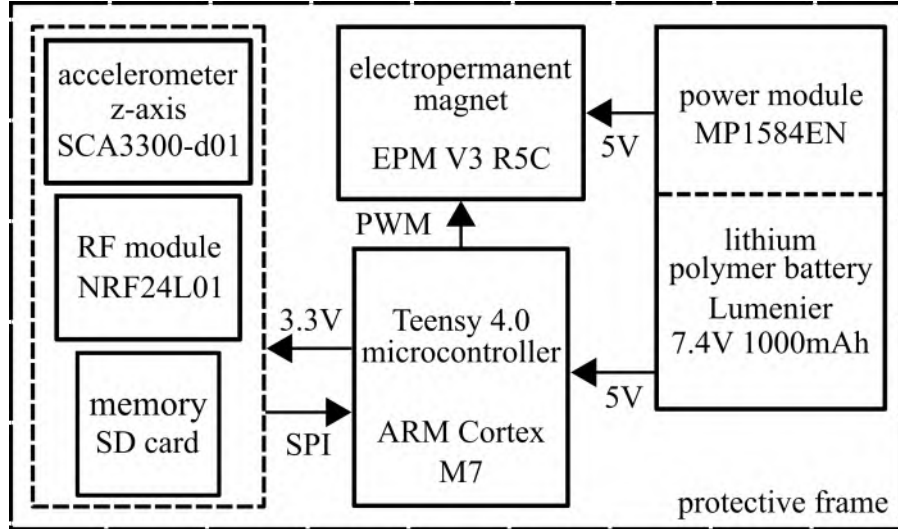 accelerometer
z-axis
SCA3300-d01
RF module
NRF24L01
memory
SD card
3.3V
SPI
electropermanent
magnet
EPM V3 R5C
PWM
Teensy 4.0
microcontroller
ARM Cortex
M7
5V
5V
power module
MP1584EN
lithium
polymer battery
Lumenier
7.4V 1000mAh
protective frame